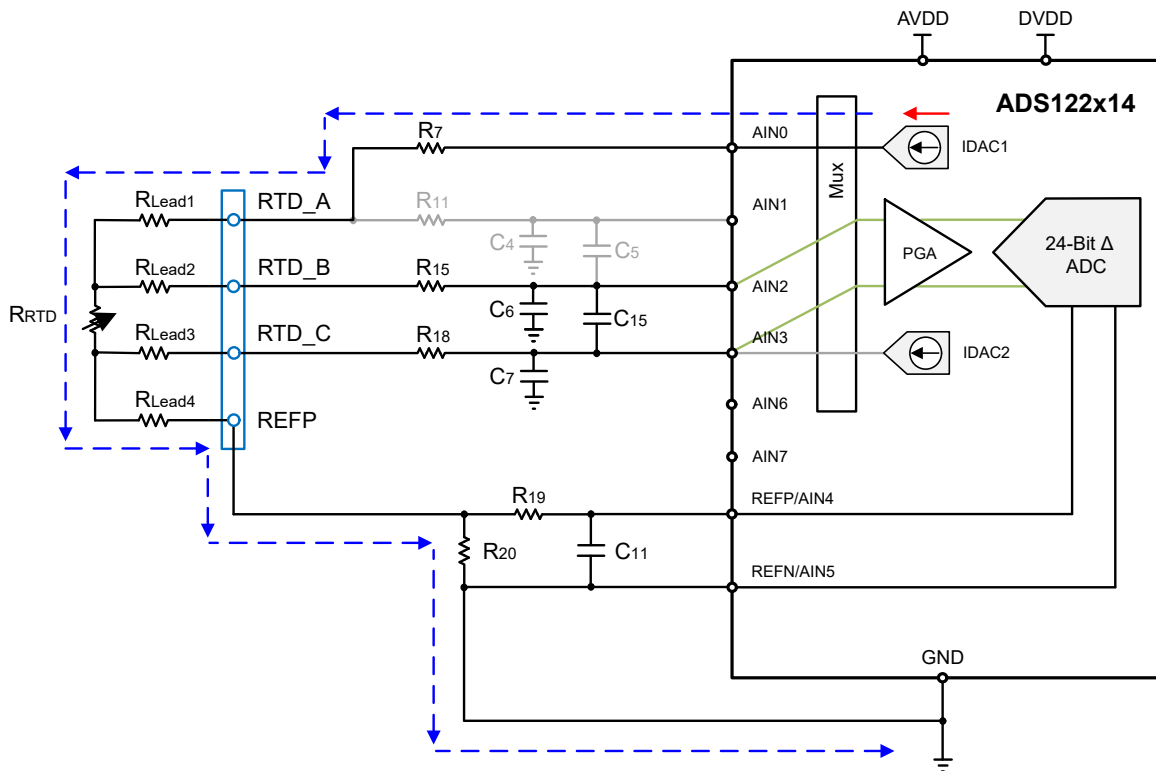 AVDD
DVDD
ADS122x14
R7
AIN0
IDAC1
Mux
RLead1
RTD_A
R11
AIN1
C4
C5
PGA
24-Bit Δ
ADC
RLead2
RTD_B
R15
AIN2
RRTD
C6
C15
RLead3
RTD_C
R18
AIN3
IDAC2
C7
RLead4
REFP
AIN6
AIN7
R19
REFP/AIN4
R20
C11
REFN/AIN5
GND